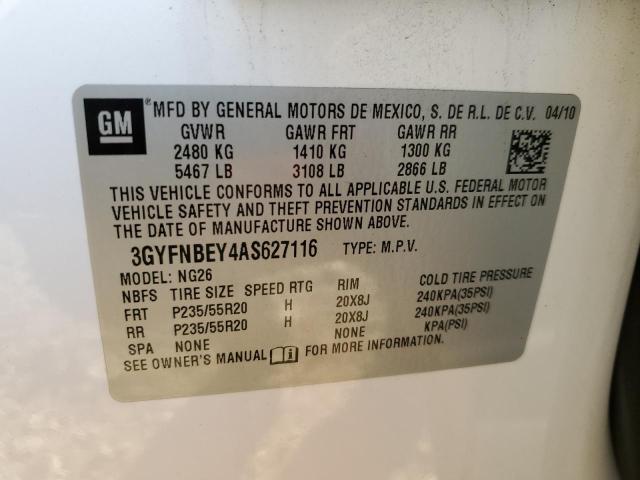 GM ® MFD BY GENERAL MOTORS DE MEXICO, S. DE R.L. DE C.V. 04/10
GVWR GAWR FRT GAWR RR
2480 KG 1410 KG 1300 KG
5467 LB 3108 LB 2866 LB
THIS VEHICLE CONFORMS TO ALL APPLICABLE U.S. FEDERAL MOTOR
VEHICLE SAFETY AND THEFT PREVENTION STANDARDS IN EFFECT ON
THE DATE OF MANUFACTURE SHOWN ABOVE.
3GYFNBEY4AS627116 TYPE: M.P.V.
MODEL: NG26
NBFS TIRE SIZE SPEED RTG RIM COLD TIRE PRESSURE
FRT P235/55R20 H 20X8J 240KPA(35PSI)
RR P235/55R20 H 20X8J 240KPA(35PSI)
SPA NONE NONE KPA(PSI)
SEE OWNER'S MANUAL i FOR MORE INFORMATION.